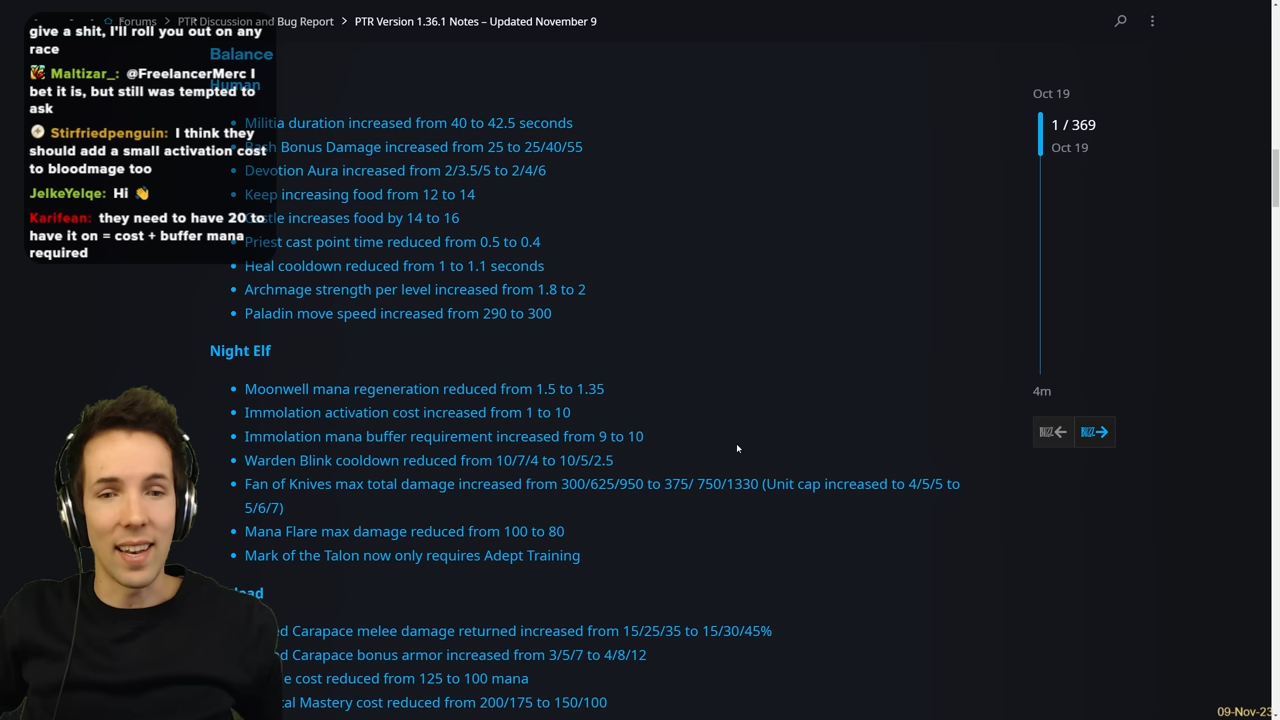 Forums > PTR Discussion and Bug Report > PTR Version 1.36.1 Notes – Updated November 9
give a shit, I'll roll you out on any
race
Maltizar_: @FreelancerMerc I
bet it is, but still was tempted to
ask
Stirfriedpenguin: I think they
should add a small activation cost
to bloodmage too
JelkeYelqe: Hi 👋
Karifean: they need to have 20 to
have it on = cost + buffer mana
required
Balance
Human
• Militia duration increased from 40 to 42.5 seconds
• Bash Bonus Damage increased from 25 to 25/40/55
• Devotion Aura increased from 2/3.5/5 to 2/4/6
• Keep increasing food from 12 to 14
• Castle increases food by 14 to 16
• Priest cast point time reduced from 0.5 to 0.4
• Heal cooldown reduced from 1 to 1.1 seconds
• Archmage strength per level increased from 1.8 to 2
• Paladin move speed increased from 290 to 300
Night Elf
• Moonwell mana regeneration reduced from 1.5 to 1.35
• Immolation activation cost increased from 1 to 10
• Immolation mana buffer requirement increased from 9 to 10
• Warden Blink cooldown reduced from 10/7/4 to 10/5/2.5
• Fan of Knives max total damage increased from 300/625/950 to 375/ 750/1330 (Unit cap increased to 4/5/5 to
5/6/7)
• Mana Flare max damage reduced from 100 to 80
• Mark of the Talon now only requires Adept Training
ead
ed Carapace melee damage returned increased from 15/25/35 to 15/30/45%
ed Carapace bonus armor increased from 3/5/7 to 4/8/12
e cost reduced from 125 to 100 mana
tal Mastery cost reduced from 200/175 to 150/100
Oct 19
1 / 369
Oct 19
4m
BLIZZ
BLIZZ
09-Nov-23